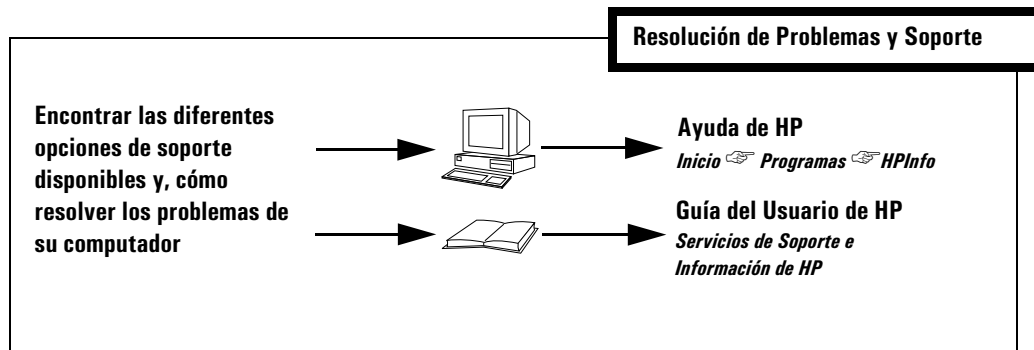 Resolución de Problemas y Soporte
Encontrar las diferentes
opciones de soporte
disponibles y, cómo
resolver los problemas de
su computador
Ayuda de HP
Inicio ☞ Programas ☞ HPInfo
Guía del Usuario de HP
Servicios de Soporte e
Información de HP